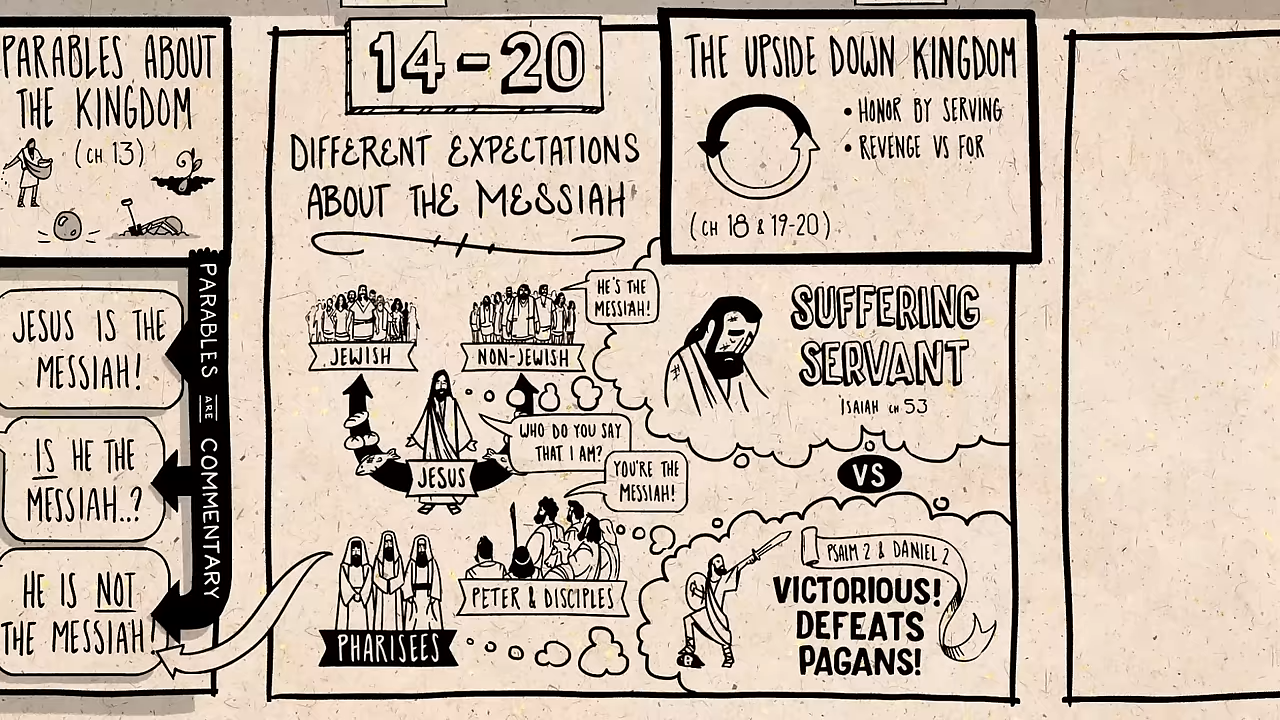 PARABLES ABOUT
THE KINGDOM
(CH 13)
PARABLES ARE COMMENTARY
JESUS IS THE
MESSIAH!
IS HE THE
MESSIAH..?
HE IS NOT
THE MESSIAH!
14-20
DIFFERENT EXPECTATIONS
ABOUT THE MESSIAH
JEWISH
NON-JEWISH
HE'S THE
MESSIAH!
JESUS
WHO DO YOU SAY
THAT I AM?
YOU'RE THE
MESSIAH!
PHARISEES
PETER & DISCIPLES
THE UPSIDE DOWN KINGDOM
• HONOR BY SERVING
• REVENGE VS FOR
(CH 18 & 19-20)
SUFFERING
SERVANT
ISAIAH CH 53
VS
PSALM 2 & DANIEL 2
VICTORIOUS!
DEFEATS
PAGANS!